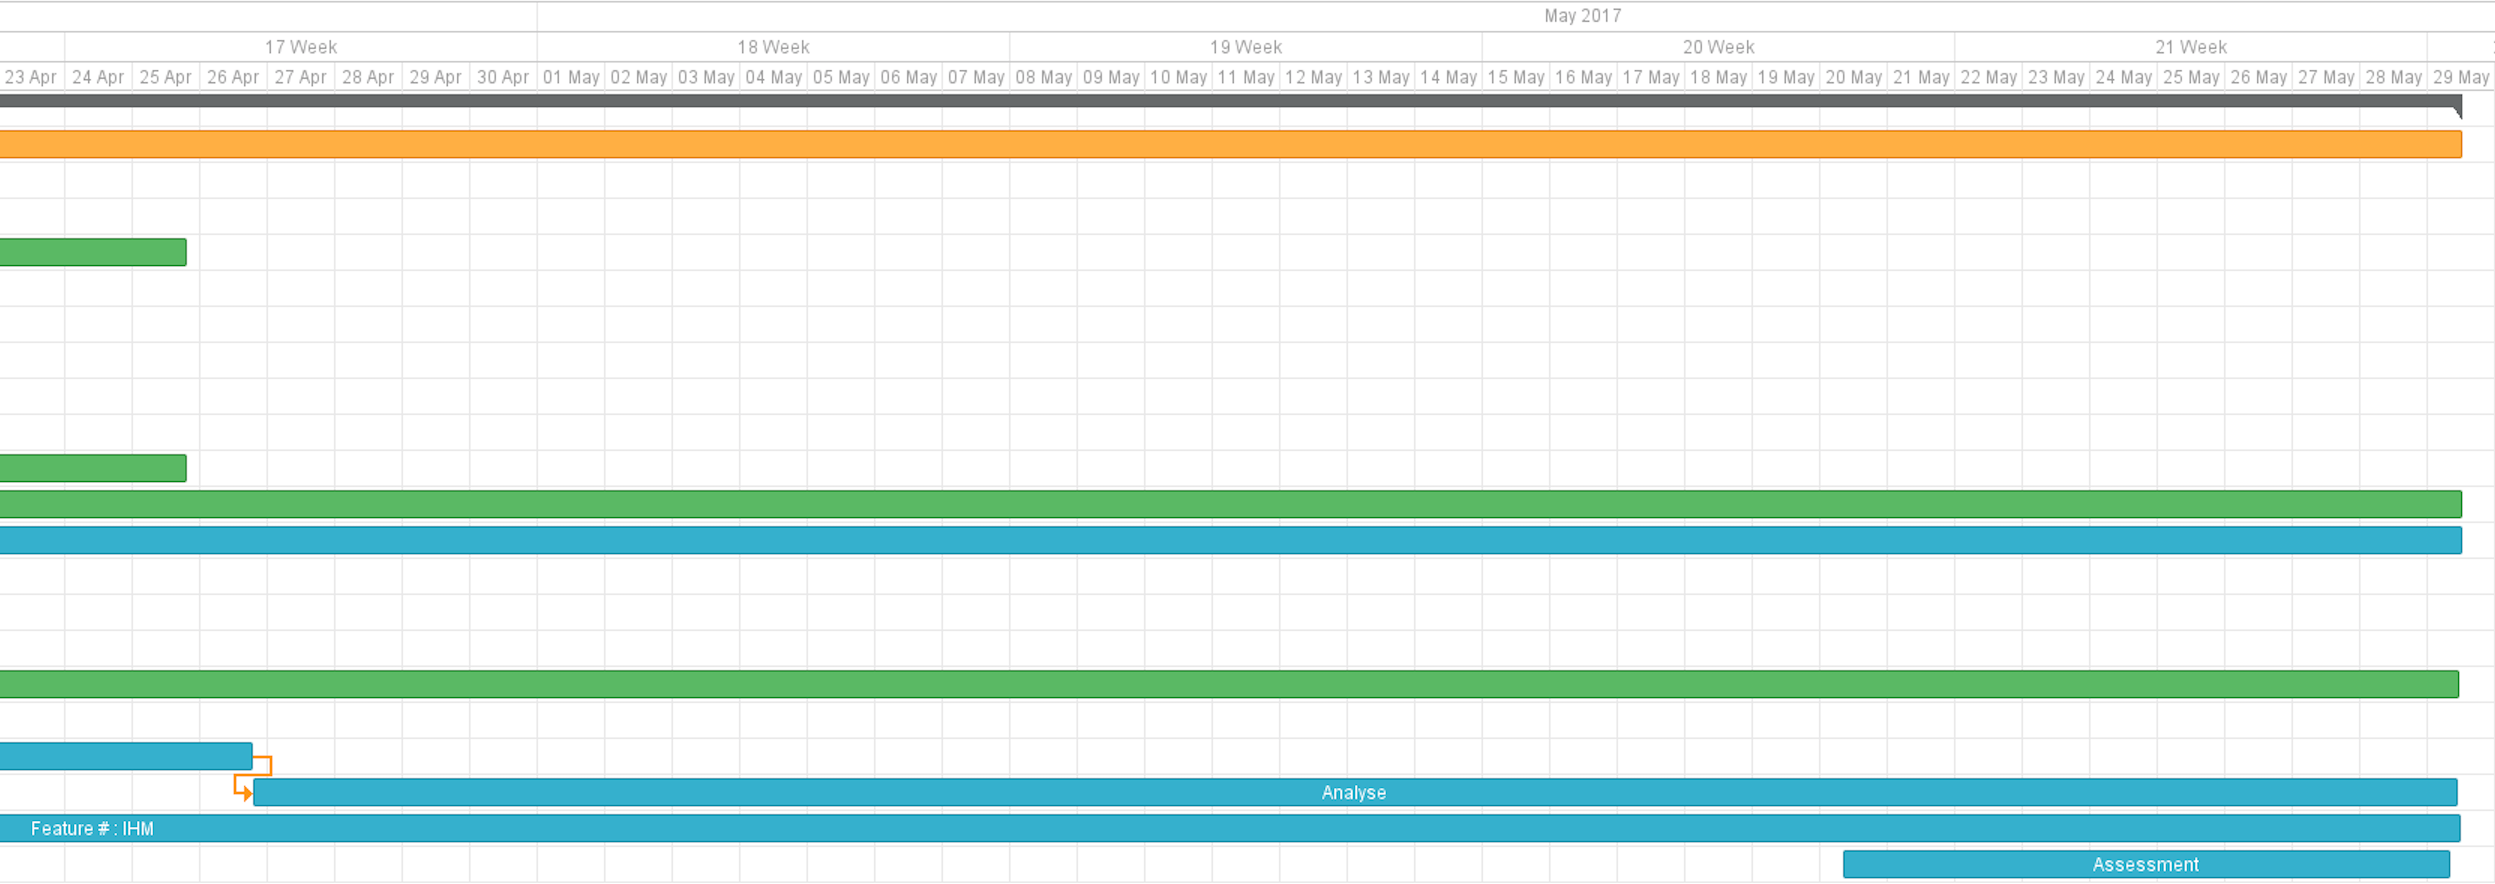 May 2017
17 Week 18 Week 19 Week 20 Week 21 Week
23 Apr 24 Apr 25 Apr 26 Apr 27 Apr 28 Apr 29 Apr 30 Apr 01 May 02 May 03 May 04 May 05 May 06 May 07 May 08 May 09 May 10 May 11 May 12 May 13 May 14 May 15 May 16 May 17 May 18 May 19 May 20 May 21 May 22 May 23 May 24 May 25 May 26 May 27 May 28 May 29 May
Analyse
Feature # : IHM
Assessment